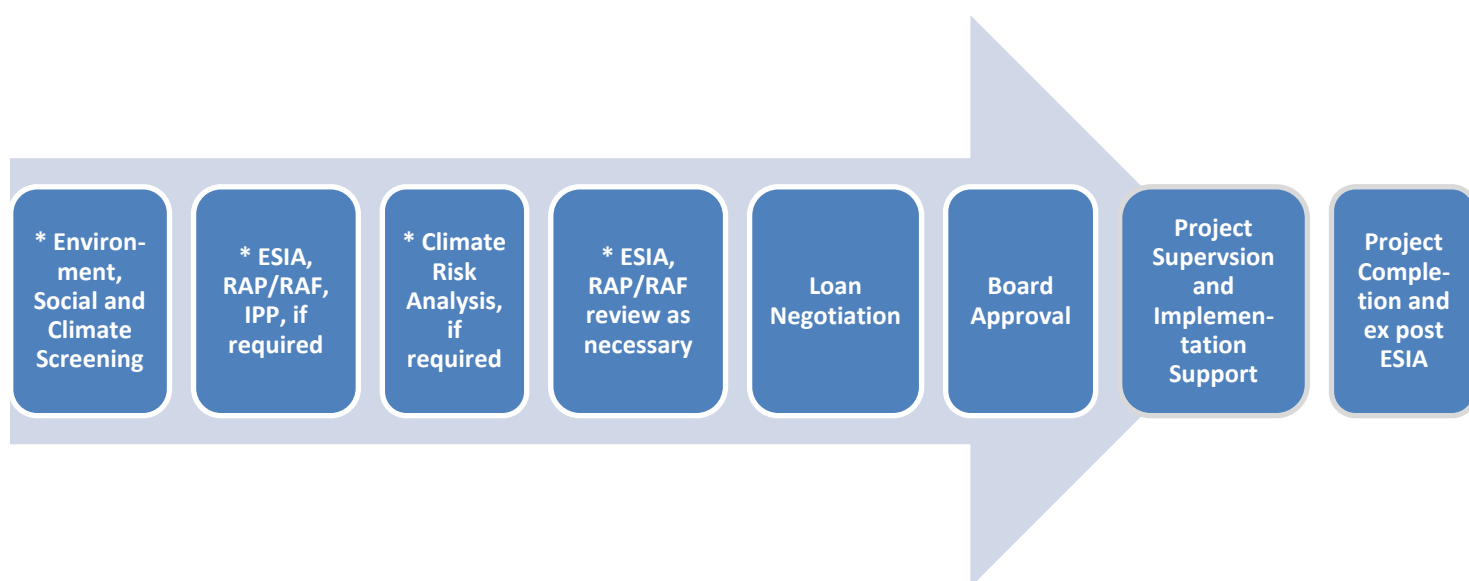 * Environ-
ment,
Social and
Climate
Screening
* ESIA,
RAP/RAF,
IPP, if
required
* Climate
Risk
Analysis,
if
required
* ESIA,
RAP/RAF
review as
necessary
Loan
Negotiation
Board
Approval
Project
Supervsion
and
Implemen-
tation
Support
Project
Comple-
tion and
ex post
ESIA